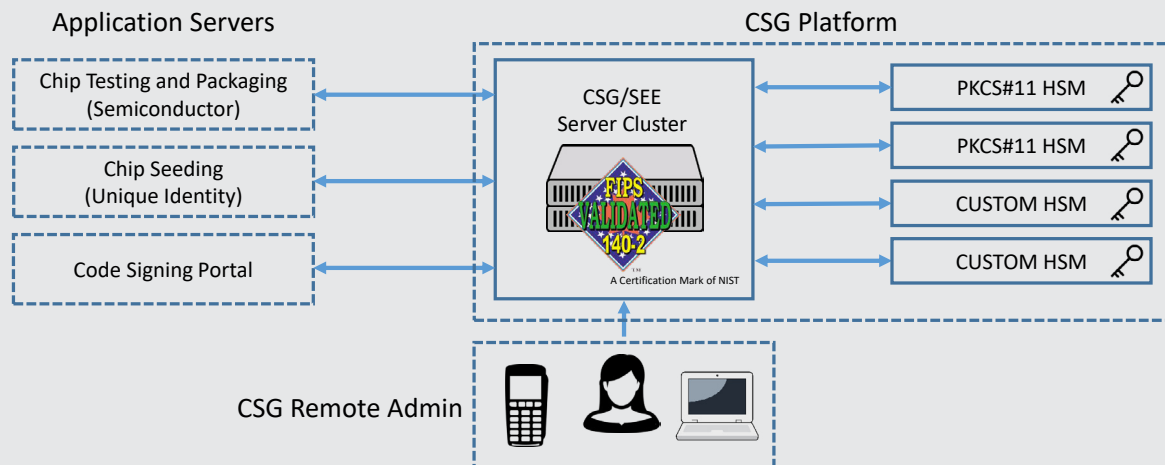 Application Servers
CSG Platform
Chip Testing and Packaging
(Semiconductor)
Chip Seeding
(Unique Identity)
Code Signing Portal
CSG/SEE
Server Cluster
FIPS
VALIDATED
140-2
TM
A Certification Mark of NIST
PKCS#11 HSM
PKCS#11 HSM
CUSTOM HSM
CUSTOM HSM
CSG Remote Admin